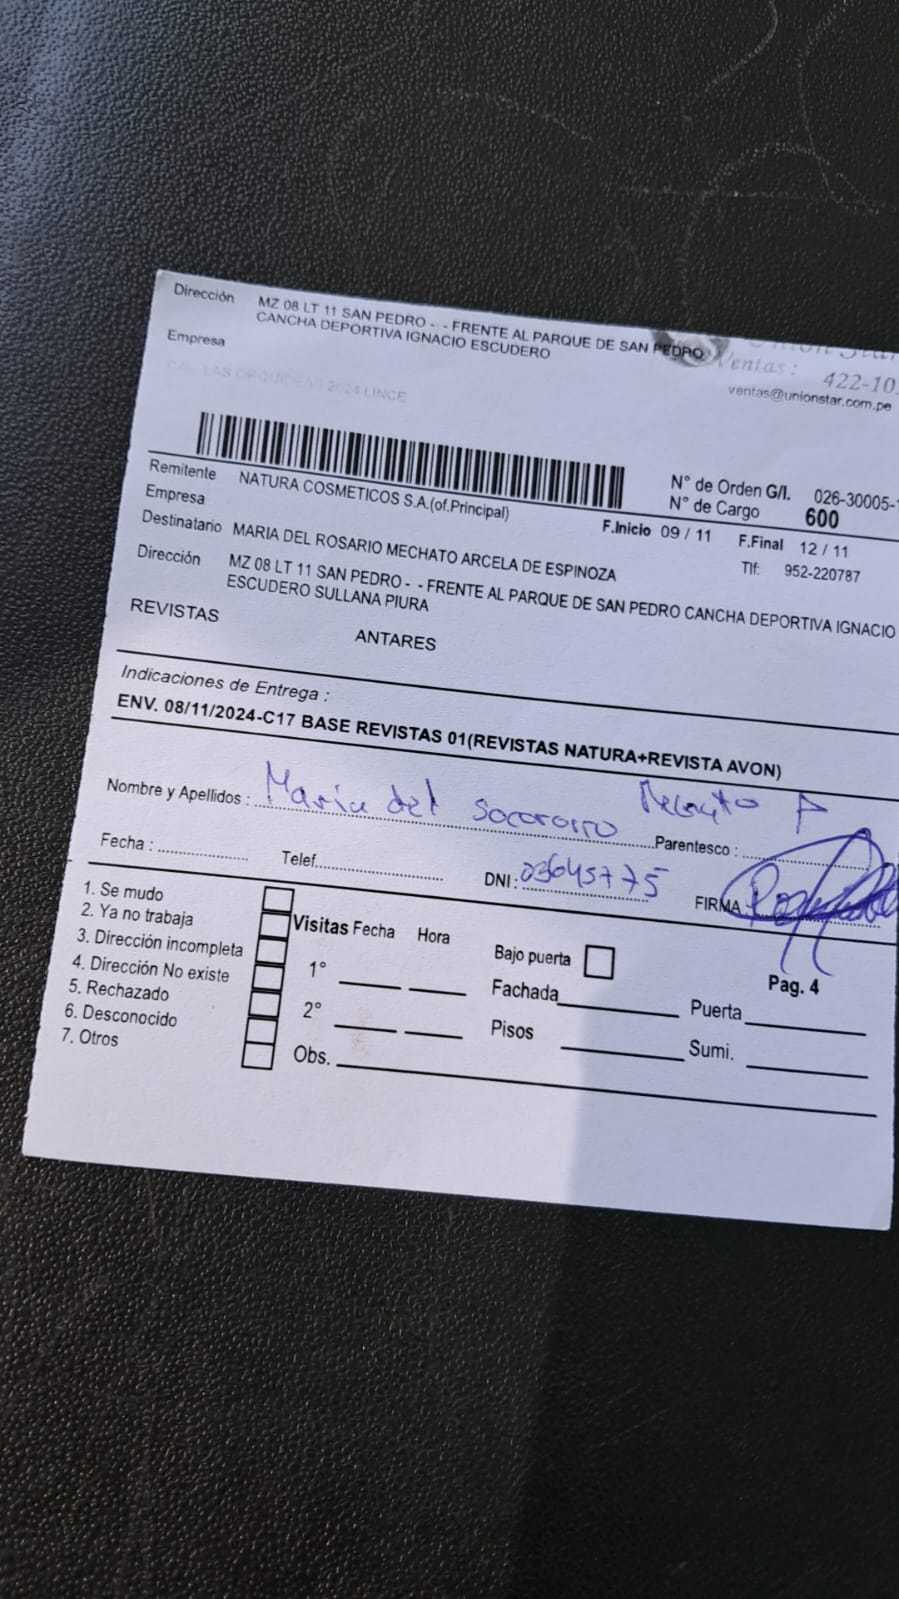 Dirección MZ 08 LT 11 SAN PEDRO - - FRENTE AL PARQUE DE SAN PEDRO
CANCHA DEPORTIVA IGNACIO ESCUDERO
Empresa
Ventas: 422-10
ventas@unionstar.com.pe
2024 LINCE
N° de Orden G/I. 026-30005-
N° de Cargo 600
Remitente NATURA COSMETICOS S.A.(of.Principal)
Empresa
F.Inicio 09 / 11 F.Final 12 / 11
Destinatario MARIA DEL ROSARIO MECHATO ARCELA DE ESPINOZA
Tlf: 952-220787
Dirección MZ 08 LT 11 SAN PEDRO - - FRENTE AL PARQUE DE SAN PEDRO CANCHA DEPORTIVA IGNACIO
ESCUDERO SULLANA PIURA
REVISTAS ANTARES
Indicaciones de Entrega :
ENV. 08/11/2024-C17 BASE REVISTAS 01(REVISTAS NATURA+REVISTA AVON)
Nombre y Apellidos : Maria del socororro Mechato A
Parentesco :
Fecha : Telef. DNI : 03645775 FIRMA
1. Se mudo
2. Ya no trabaja
3. Dirección incompleta
4. Dirección No existe
5. Rechazado
6. Desconocido
7. Otros
Visitas Fecha Hora
1°
2°
Obs.
Bajo puerta
Fachada Puerta
Pisos Sumi.
Pag. 4